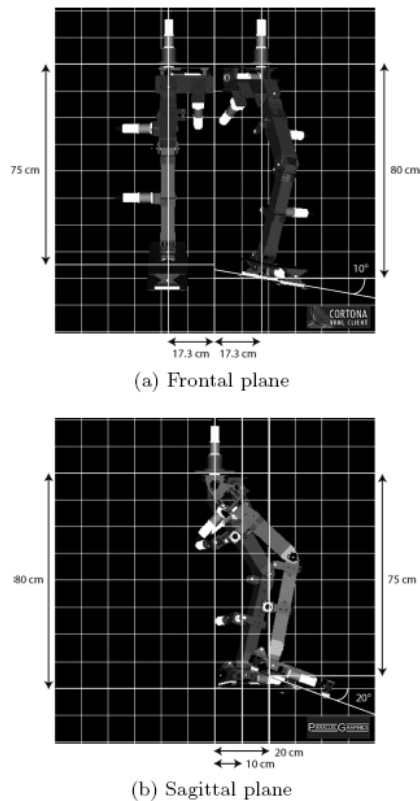 75 cm
80 cm
10°
CORTONA
VRML CLIENT
17.3 cm
17.3 cm
(a) Frontal plane
80 cm
75 cm
20°
PARALLELGRAPHICS
20 cm
10 cm
(b) Sagittal plane